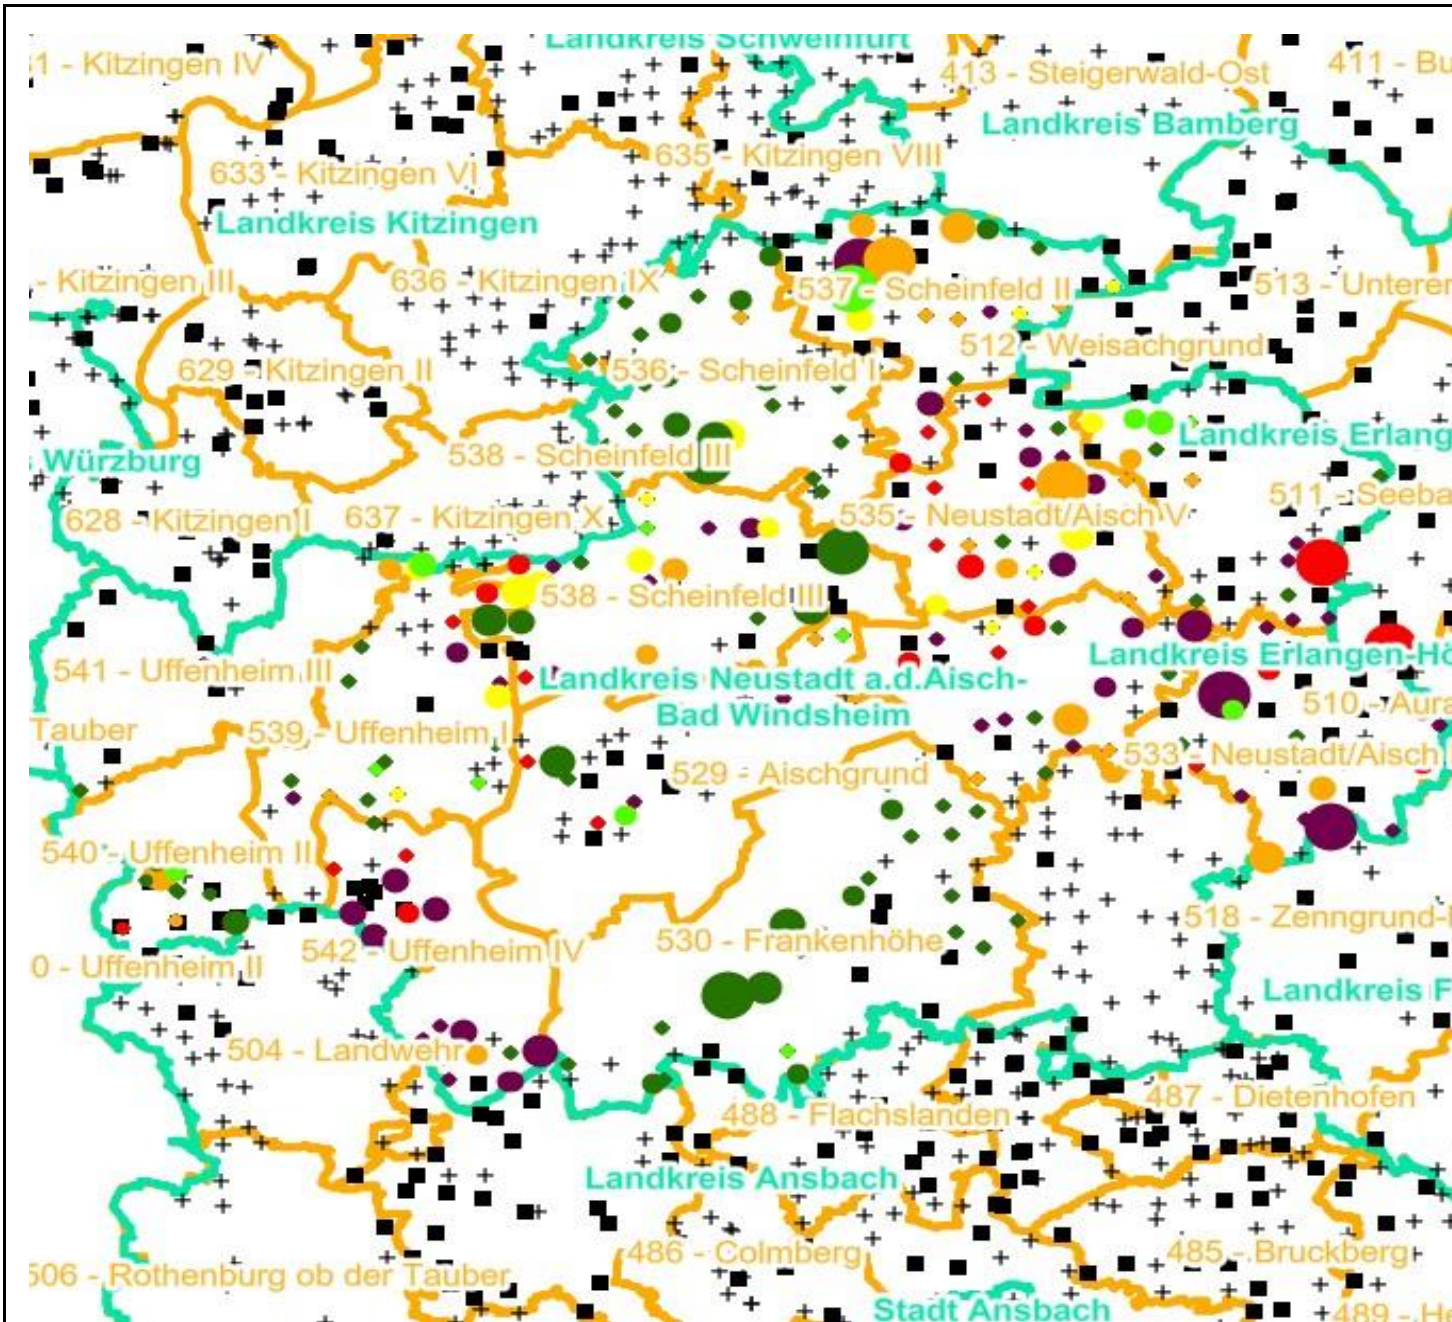 Landkreis Schweinfurt
1 - Kitzingen IV
413 - Steigerwald-Ost
411 - Bu
Landkreis Bamberg
635 - Kitzingen VIII
633 - Kitzingen VI
Landkreis Kitzingen
- Kitzingen III
636 - Kitzingen IX
537 - Scheinfeld II
513 - Unterer
512 - Weisachgrund
629 - Kitzingen II
536 - Scheinfeld I
Landkreis Erlang
538 - Scheinfeld III
s Würzburg
511 - Seeba
628 - Kitzingen I
637 - Kitzingen X
535 - Neustadt/Aisch V
538 - Scheinfeld III
Landkreis Erlangen-Hö
541 - Uffenheim III
Landkreis Neustadt a.d.Aisch-
Bad Windsheim
510 - Aura
Tauber
539 - Uffenheim I
533 - Neustadt/Aisch
529 - Aischgrund
540 - Uffenheim II
518 - Zenngrund-
530 - Frankenhöhe
542 - Uffenheim IV
0 - Uffenheim II
Landkreis F
504 - Landwehr
487 - Dietenhofen
488 - Flachslanden
Landkreis Ansbach
486 - Colmberg
485 - Bruckberg
506 - Rothenburg ob der Tauber
Stadt Ansbach
489 - He